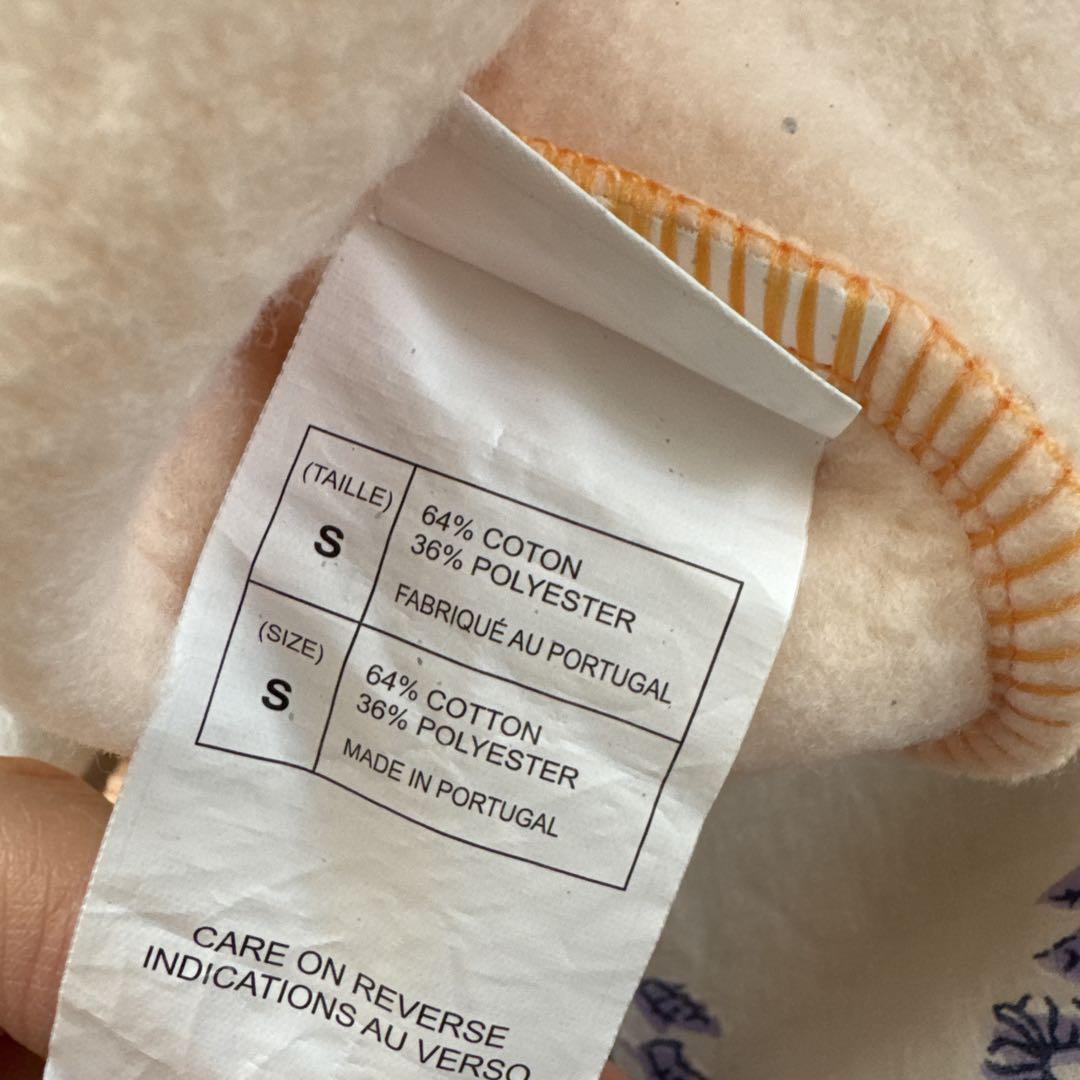 (TAILLE)
S
64% COTON
36% POLYESTER
FABRIQUÉ AU PORTUGAL
(SIZE)
S
64% COTTON
36% POLYESTER
MADE IN PORTUGAL
CARE ON REVERSE
INDICATIONS AU VERSO